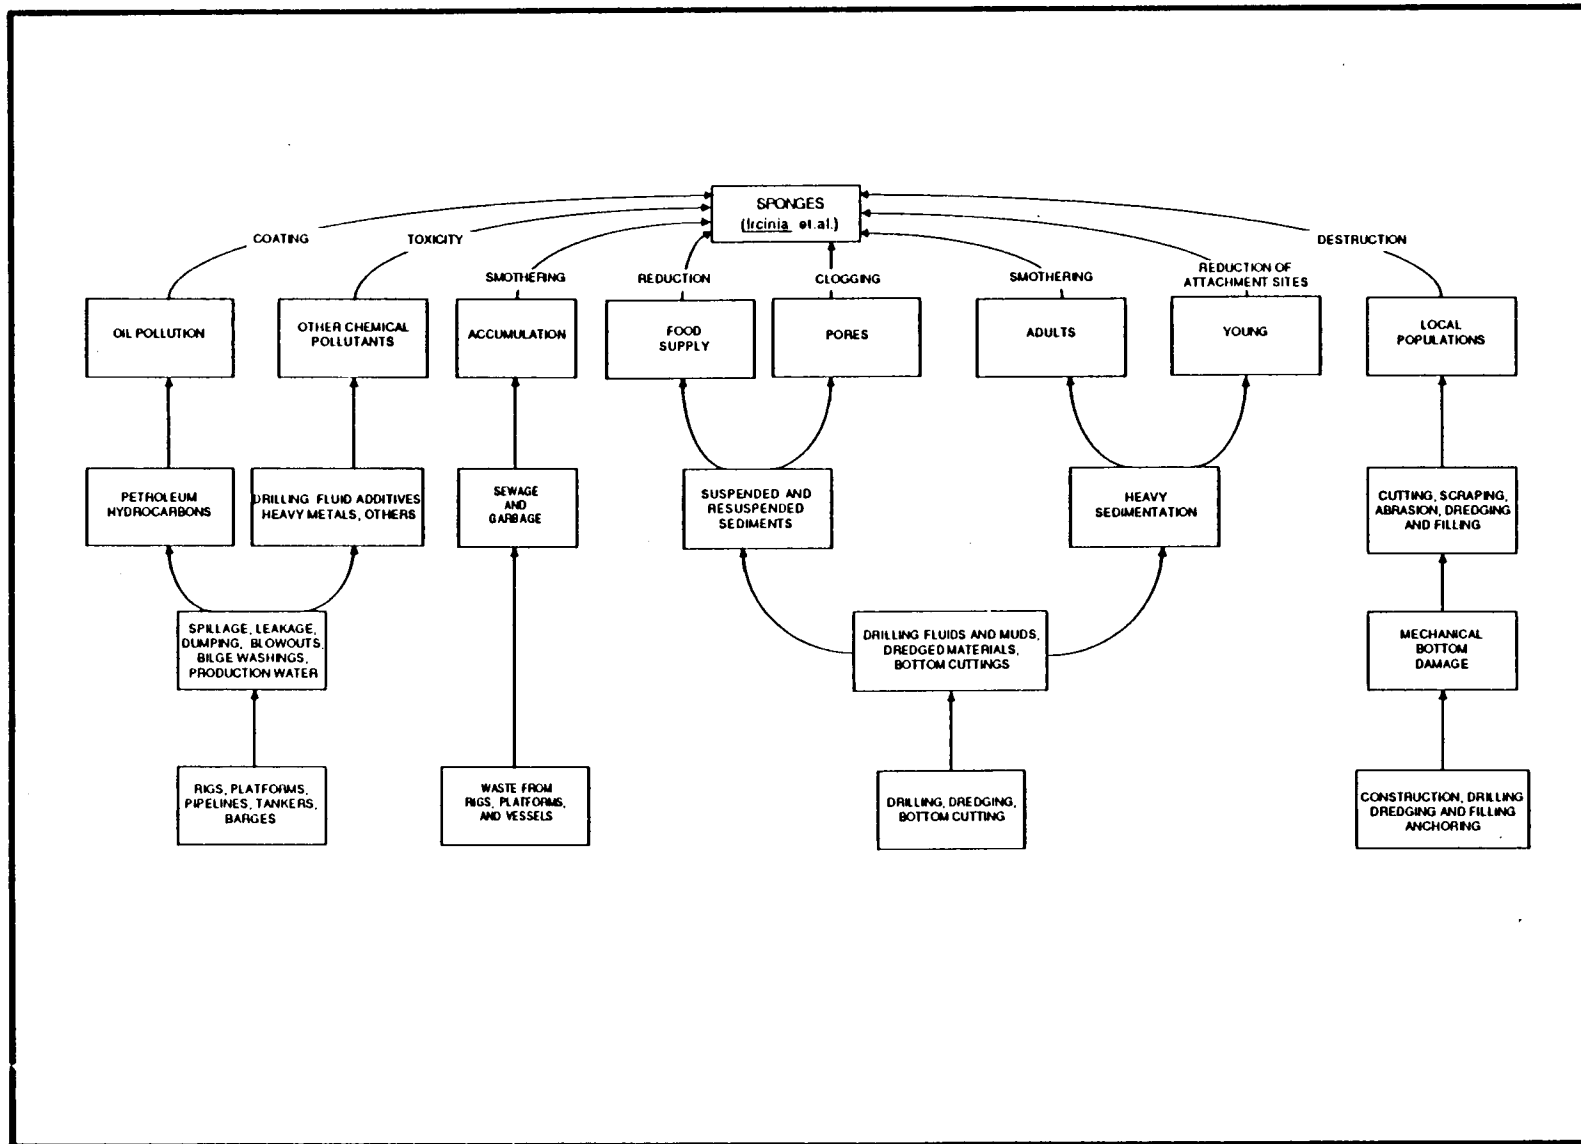 SPONGES
(Ircinia et.al.)
COATING
TOXICITY
DESTRUCTION
SMOTHERING
REDUCTION
CLOGGING
SMOTHERING
REDUCTION OF
ATTACHMENT SITES
OIL POLLUTION
OTHER CHEMICAL
POLLUTANTS
ACCUMULATION
FOOD
SUPPLY
PORES
ADULTS
YOUNG
LOCAL
POPULATIONS
PETROLEUM
HYDROCARBONS
DRILLING FLUID ADDITIVES
HEAVY METALS, OTHERS
SEWAGE
AND
GARBAGE
SUSPENDED AND
RESUSPENDED
SEDIMENTS
HEAVY
SEDIMENTATION
CUTTING, SCRAPING,
ABRASION, DREDGING
AND FILLING
SPILLAGE, LEAKAGE,
DUMPING, BLOWOUTS,
BILGE WASHINGS,
PRODUCTION WATER
DRILLING FLUIDS AND MUDS,
DREDGED MATERIALS,
BOTTOM CUTTINGS
MECHANICAL
BOTTOM
DAMAGE
RIGS, PLATFORMS,
PIPELINES, TANKERS,
BARGES
WASTE FROM
RIGS, PLATFORMS,
AND VESSELS
DRILLING, DREDGING,
BOTTOM CUTTING
CONSTRUCTION, DRILLING
DREDGING AND FILLING
ANCHORING